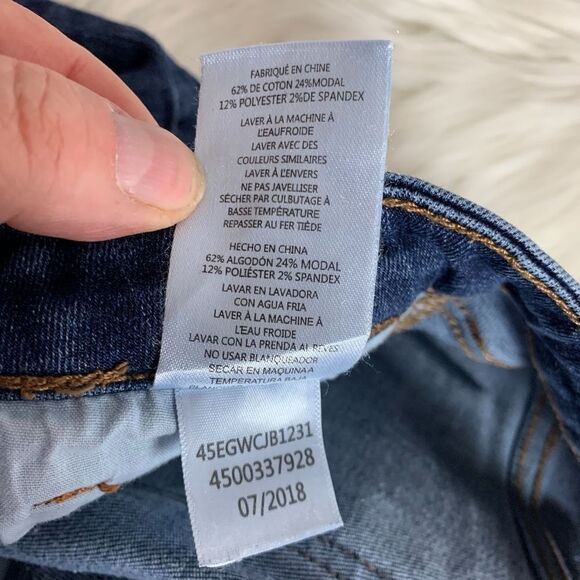 FABRIQUÉ EN CHINE
62% DE COTON 24%MODAL
12% POLYESTER 2%DE SPANDEX
LAVER À LA MACHINE À
L'EAUFROIDE
LAVER AVEC DES
COULEURS SIMILAIRES
LAVER À L'ENVERS
NE PAS JAVELLISER
SÉCHER PAR CULBUTAGE À
BASSE TEMPÉRATURE
REPASSER AU FER TIÈDE
HECHO EN CHINA
62% ALGODÓN 24% MODAL
12% POLIÉSTER 2% SPANDEX
LAVAR EN LAVADORA
CON AGUA FRIA
LAVER À LA MACHINE À
L'EAU FROIDE
LAVAR CON LA PRENDA AL REVES
NO USAR BLANQUEADOR
SECAR EN MAQUINA A
TEMPERATURA BAJA
45EGWCJB1231
4500337928
07/2018